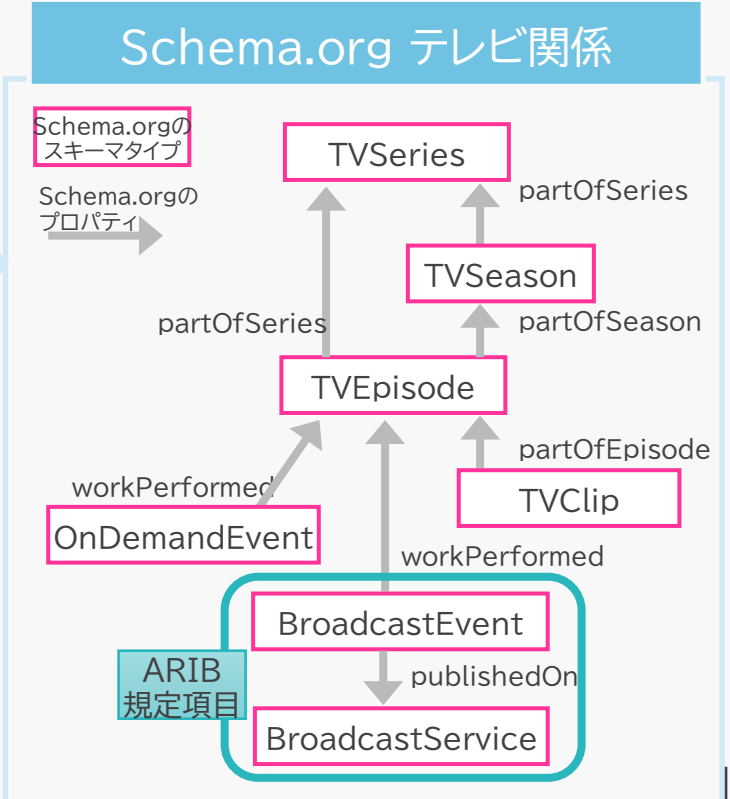 Schema.org テレビ関係
Schema.orgの
スキーマタイプ
Schema.orgの
プロパティ
TVSeries
partOfSeries
TVSeason
partOfSeries
partOfSeason
TVEpisode
partOfEpisode
workPerformed
TVClip
OnDemandEvent
workPerformed
BroadcastEvent
ARIB
規定項目
publishedOn
BroadcastService